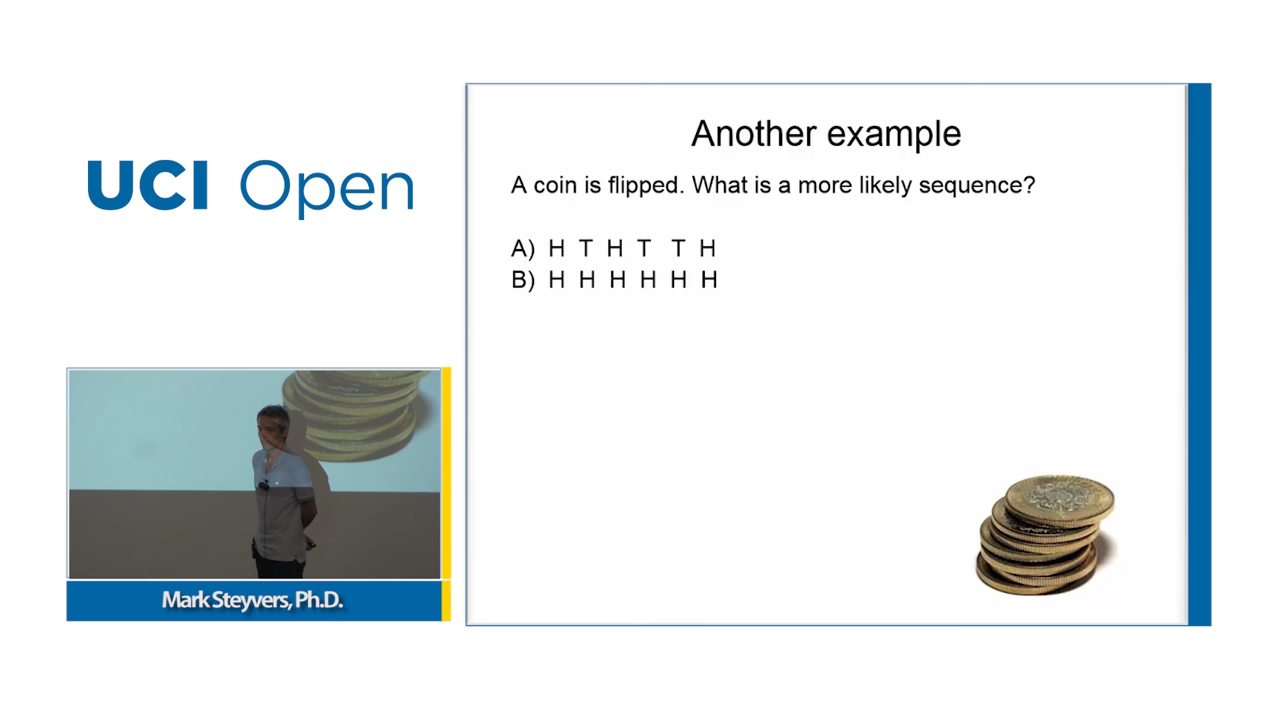 UCI Open
Another example
A coin is flipped. What is a more likely sequence?
A) H T H T T H
B) H H H H H H
Mark Steyvers, Ph.D.